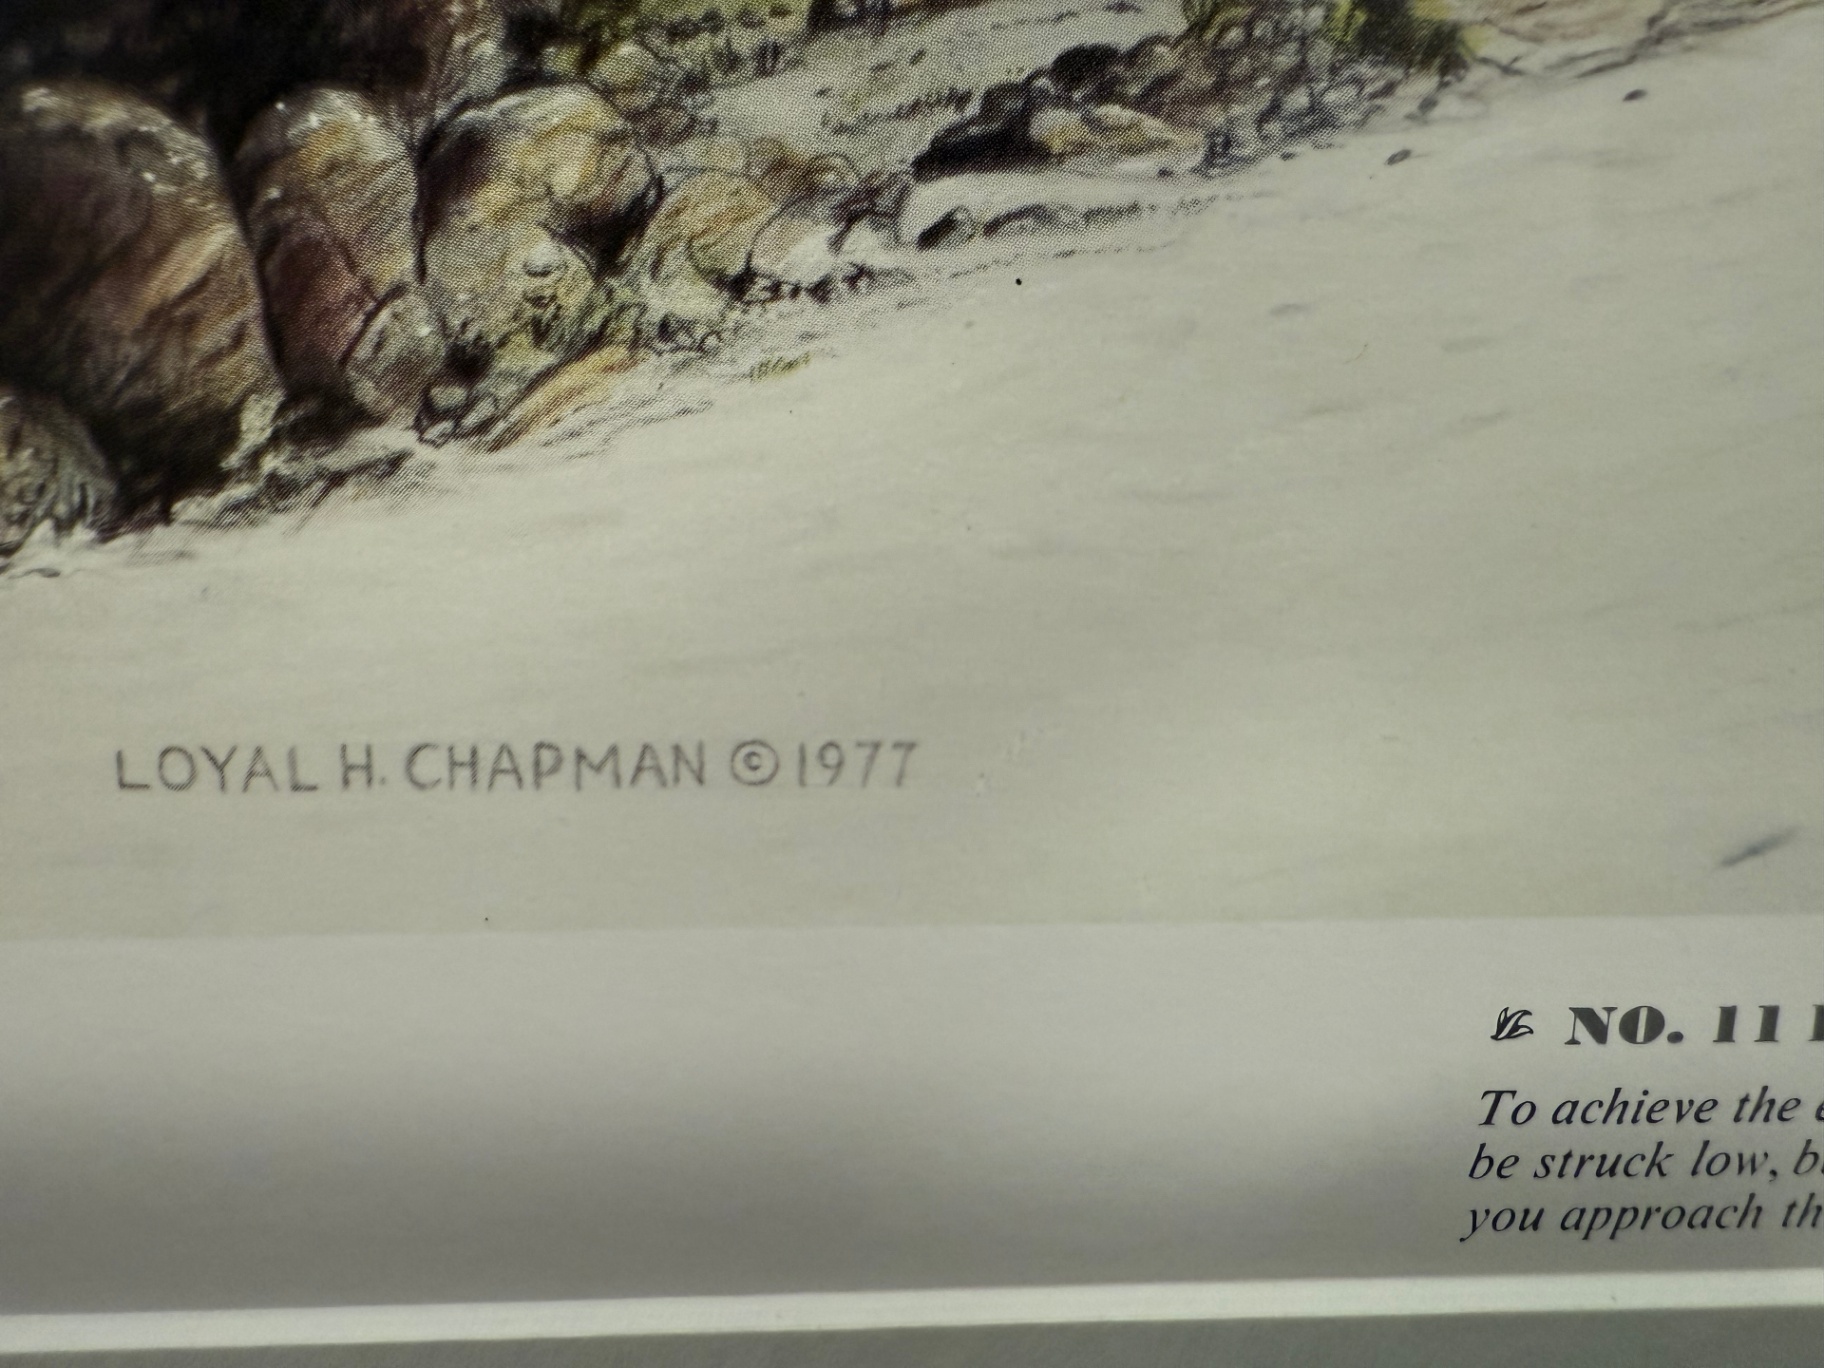 LOYAL H. CHAPMAN © 1977
NO. 11
To achieve the
be struck low,
you approach